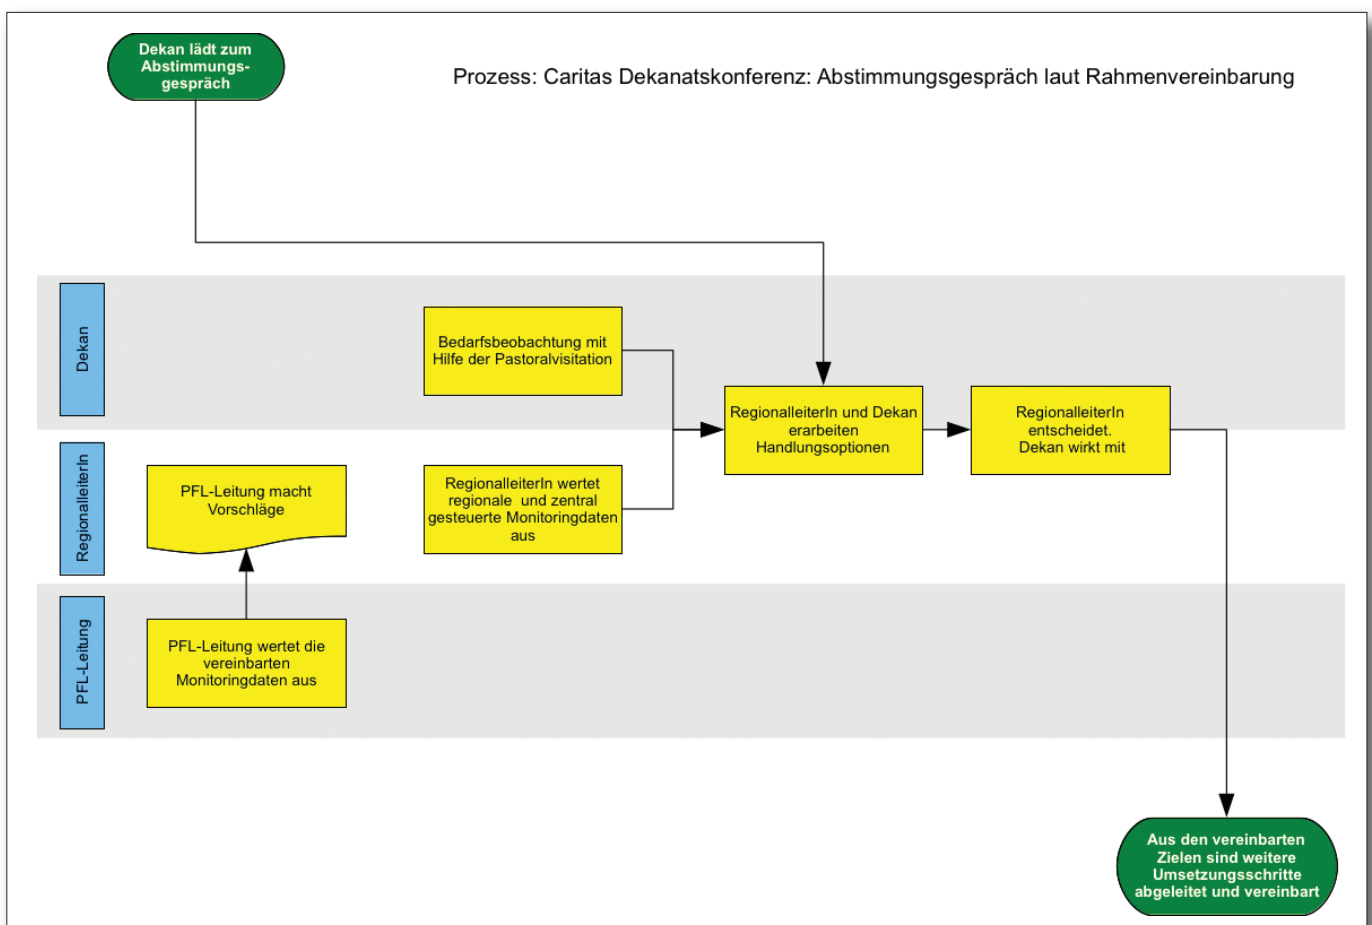 Dekan lädt zum
Abstimmungs-
gespräch
Prozess: Caritas Dekanatskonferenz: Abstimmungsgespräch laut Rahmenvereinbarung
Dekan
Bedarfsbeobachtung mit
Hilfe der Pastoralvisitation
RegionalleiterIn und Dekan
erarbeiten
Handlungsoptionen
RegionalleiterIn
entscheidet.
Dekan wirkt mit
RegionalleiterIn
PFL-Leitung macht
Vorschläge
RegionalleiterIn wertet
regionale  und zentral
gesteuerte Monitoringdaten
aus
PFL-Leitung
PFL-Leitung wertet die
vereinbarten
Monitoringdaten aus
Aus den vereinbarten
Zielen sind weitere
Umsetzungsschritte
abgeleitet und vereinbart